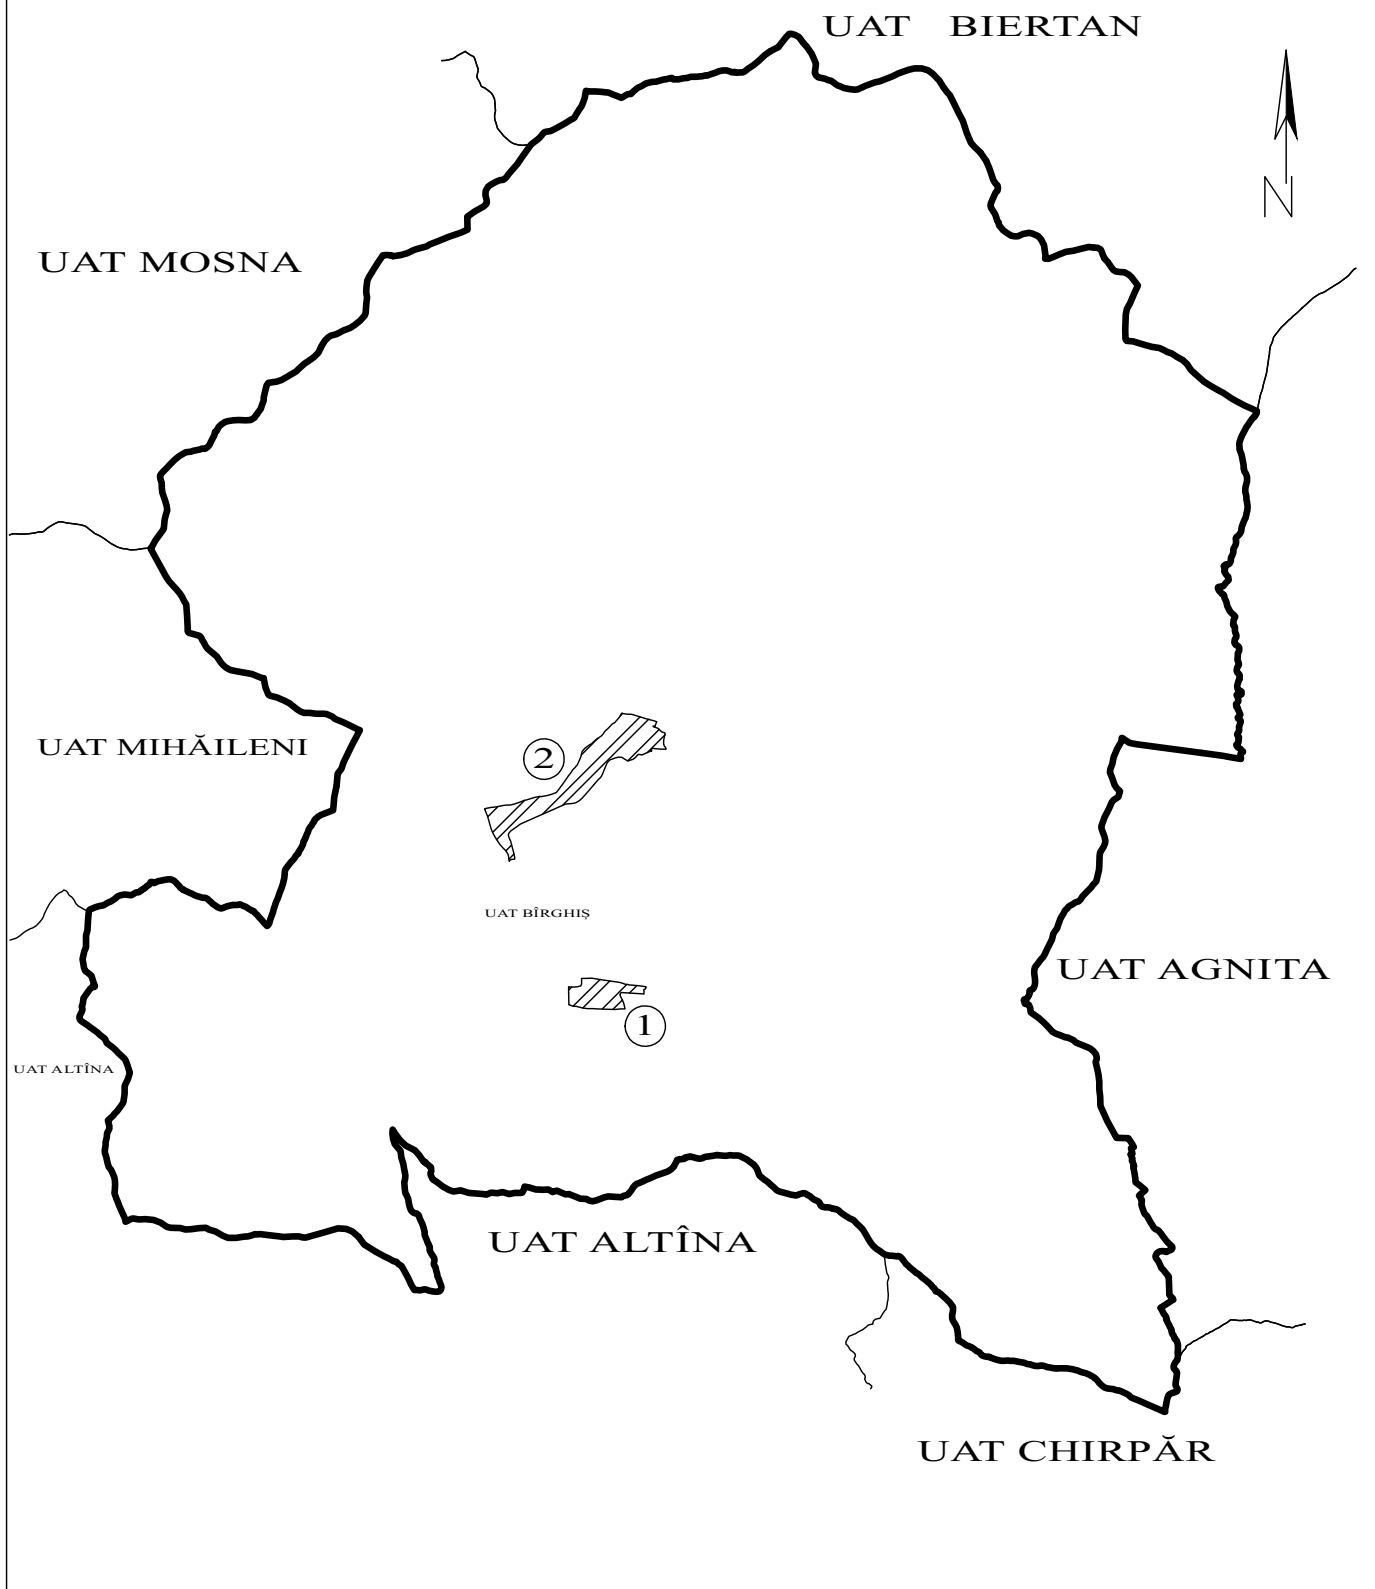 UAT BIERTAN
N
UAT MOSNA
UAT MIHĂILENI
2
UAT BÎRGHIȘ
UAT AGNITA
1
UAT ALTÎNA
UAT ALTÎNA
UAT CHIRPĂR